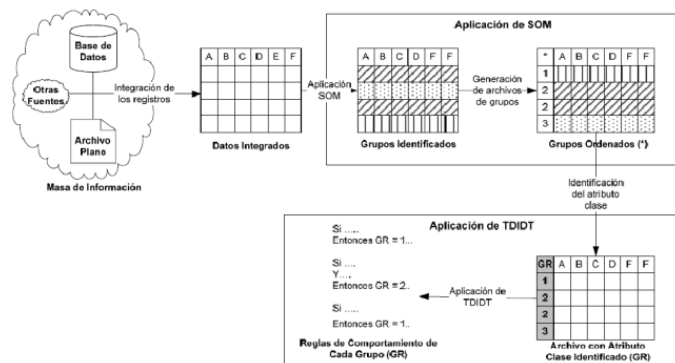 Aplicación de SOM
Base de
Datos
Otras
Fuentes
Archivo
Plano
Masa de Información
Integración de
los registros
A B C D E F
Datos Integrados
Aplicación
SOM
A B C D F F
Grupos Identificados
Generación
de archivos
de grupos
* A B C D F F
1
2
2
3
Grupos Ordenados (*)
Identificación
del atributo
clase
Aplicación de TDIDT
Si .....
Entonces GR = 1...
Si ....
Y....
Entoncos GR =2..
Si ....
Entonces GR =1..
Reglas de Comportamiento de
Cada Grupo (GR)
Aplicación de
TDIDT
GR A B C D F F
1
2
2
3
Archivo con Atributo
Clase Identificado (GR)